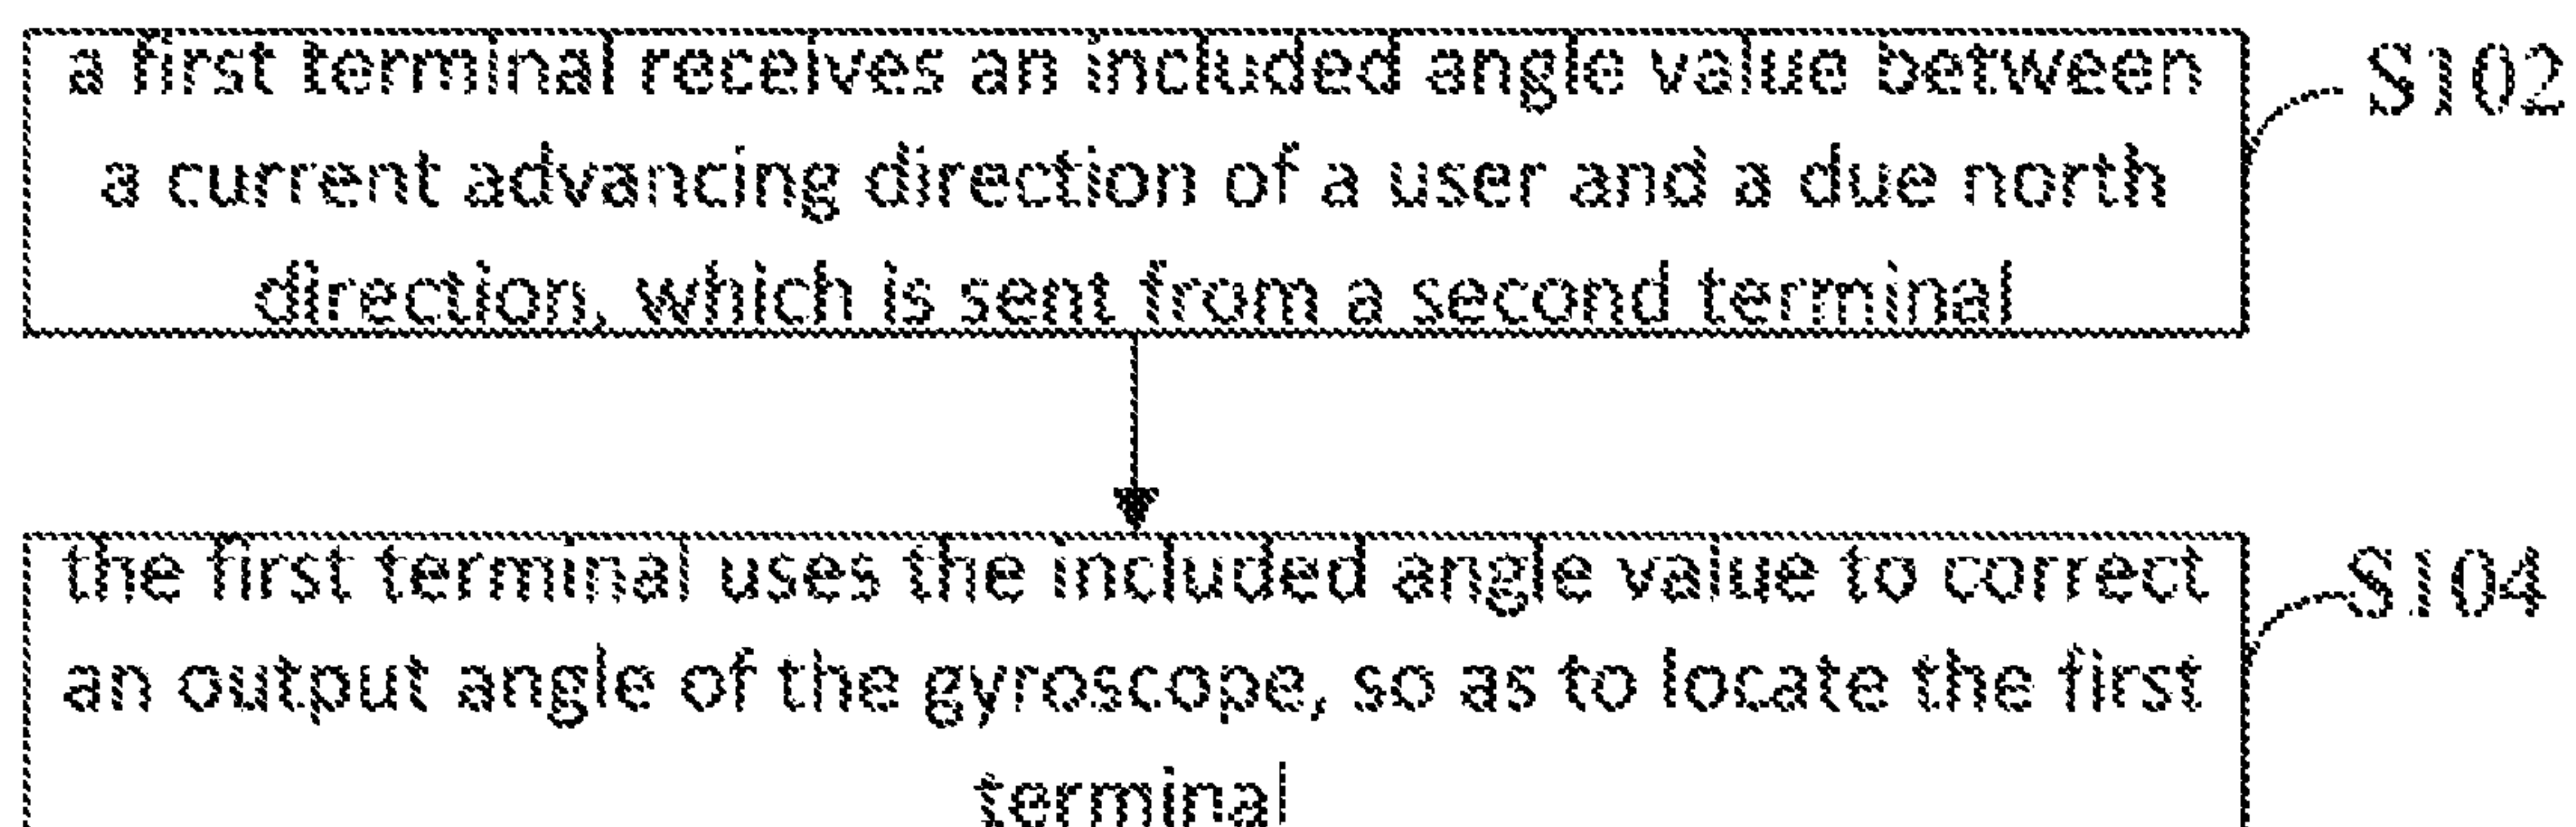 a first terminal receives an included angle value between
a current advancing direction of a user and a due north
direction, which is sent from a second terminal
S102
the first terminal uses the included angle value to correct
an output angle of the gyroscope, so as to locate the first
terminal
S104